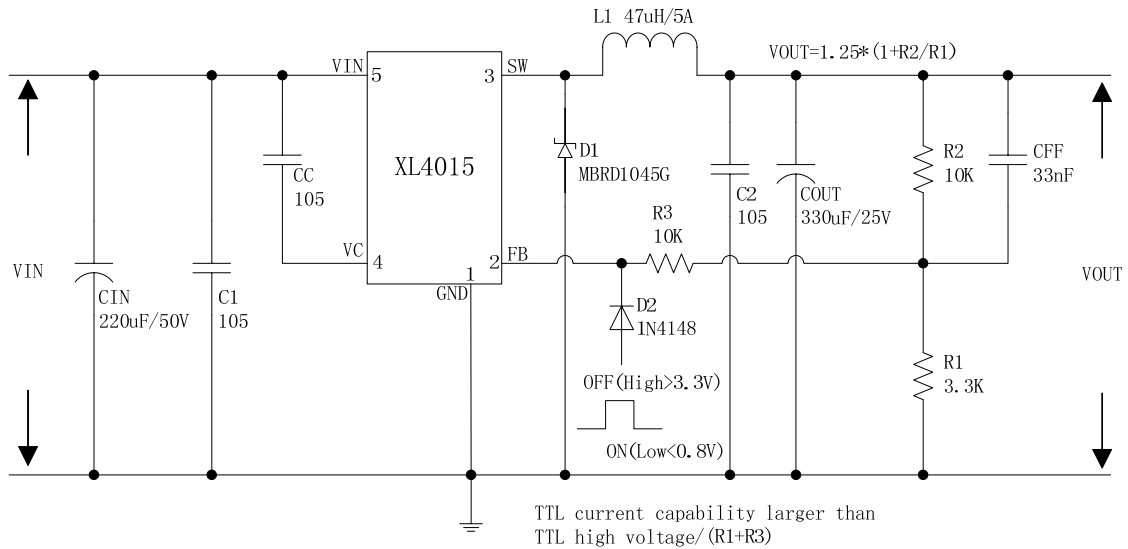 L1 47uH/5A
VOUT=1.25*(1+R2/R1)
VIN
5
3
SW
XL4015
CC
105
D1
MBRD1045G
R2
10K
CFF
33nF
C2
105
COUT
330uF/25V
R3
10K
VC
4
2
FB
1
GND
VIN
VOUT
CIN
220uF/50V
C1
105
D2
1N4148
R1
3.3K
OFF(High>3.3V)
ON(Low<0.8V)
TTL current capability larger than
TTL high voltage/(R1+R3)